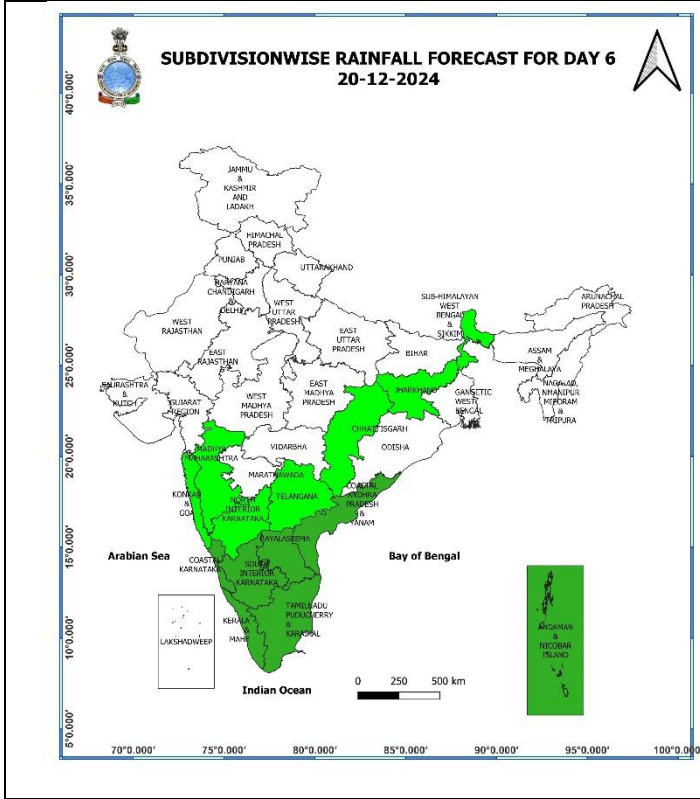 SUBDIVISIONWISE RAINFALL FORECAST FOR DAY 6
20-12-2024
40°0.000'
35°0.000'
30°0.000'
25°0.000'
20°0.000'
15°0.000'
10°0.000'
5°0.000'
JAMMU
&
KASHMIR
AND
LADAKH
HIMACHAL
PRADESH
PUNJAB
UTTARAKHAND
HARYANA
CHANDIGARH
&
DELHI
WEST
UTTAR
PRADESH
SUB-HIMALAYAN
WEST
BENGAL
&
SIKKIM
ARUNACHAL
PRADESH
WEST
RAJASTHAN
EAST
UTTAR
PRADESH
EAST
RAJASTHAN
BIHAR
ASSAM
&
MEGHALAYA
SAURASHTRA
&
KUTCH
GUJARAT
REGION
WEST
MADHYA
PRADESH
EAST
MADHYA
PRADESH
JHARKHAND
GANGETIC
WEST
BENGAL
&
TRIPURA
CHHATTISGARH
ODISHA
MADHYA
MAHARASHTRA
VIDARBHA
MARATHAWADA
KONKAN
&
GOA
NORTH
INTERIOR
KARNATAKA
TELANGANA
COASTAL
ANDHRA
PRADESH
&
YANAM
RAYALASEEMA
Arabian Sea
Bay of Bengal
COASTAL
KARNATAKA
SOUTH
INTERIOR
KARNATAKA
TAMILNADU
PUDUCHERRY
&
KARAIKAL
KERALA
&
MAHE
LAKSHADWEEP
ANDAMAN
&
NICOBAR
ISLAND
Indian Ocean
0 250 500 km
70°0.000' 75°0.000' 80°0.000' 85°0.000' 90°0.000' 95°0.000' 100°0.000'